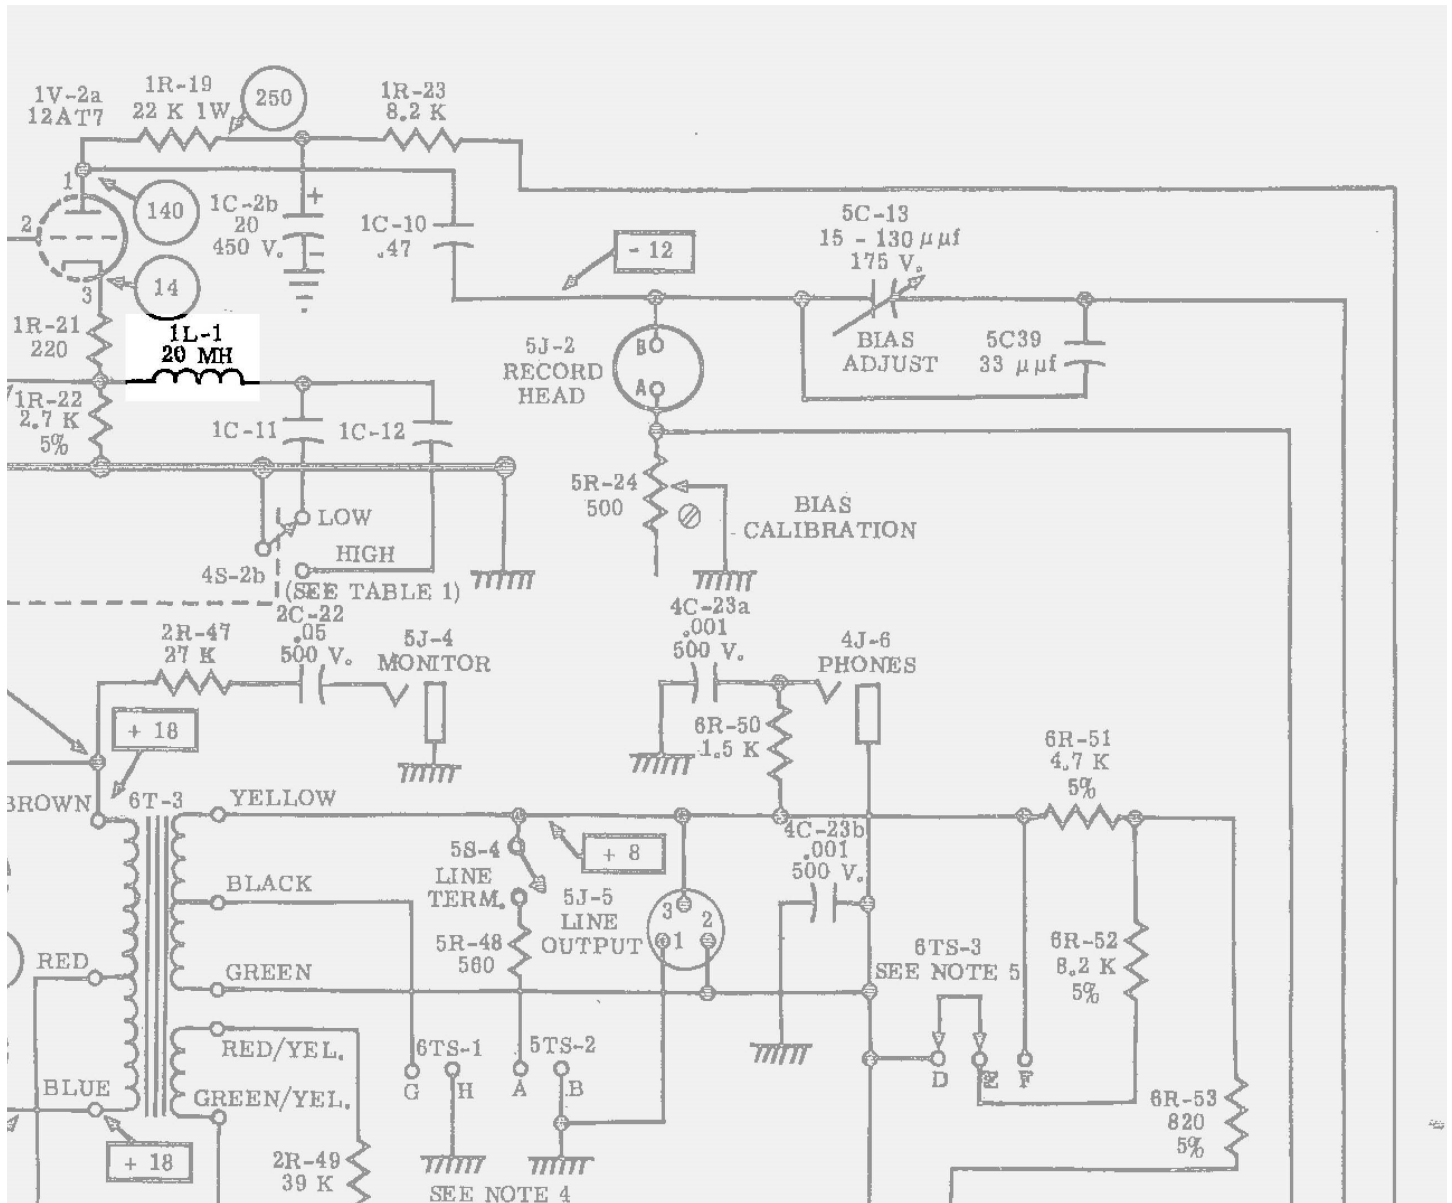 1V-2a
12AT7
1R-19
22 K 1W
250
1R-23
8.2 K
1
140
2
1C-2b
20
450 V.
+
-
1C-10
.47
14
3
- 12
5C-13
15 - 130 µµf
175 V.
1R-21
220
1L-1
20 MH
5J-2
RECORD
HEAD
B
A
BIAS
ADJUST
5C39
33 µµf
1R-22
2.7 K
5%
1C-11
1C-12
5R-24
500
BIAS
CALIBRATION
LOW
HIGH
4S-2b
(SEE TABLE 1)
2R-47
27 K
2C-22
.05
500 V.
5J-4
MONITOR
4C-23a
.001
500 V.
4J-6
PHONES
+ 18
6R-50
1.5 K
6R-51
4.7 K
5%
BROWN
6T-3
YELLOW
5S-4
LINE
TERM.
+ 8
4C-23b
.001
500 V.
BLACK
5J-5
LINE
OUTPUT
3
2
1
5R-48
560
6TS-3
SEE NOTE 5
6R-52
8.2 K
5%
RED
GREEN
RED/YEL.
6TS-1
5TS-2
G
H
A
B
D
E
F
BLUE
GREEN/YEL.
6R-53
820
5%
+ 18
2R-49
39 K
SEE NOTE 4